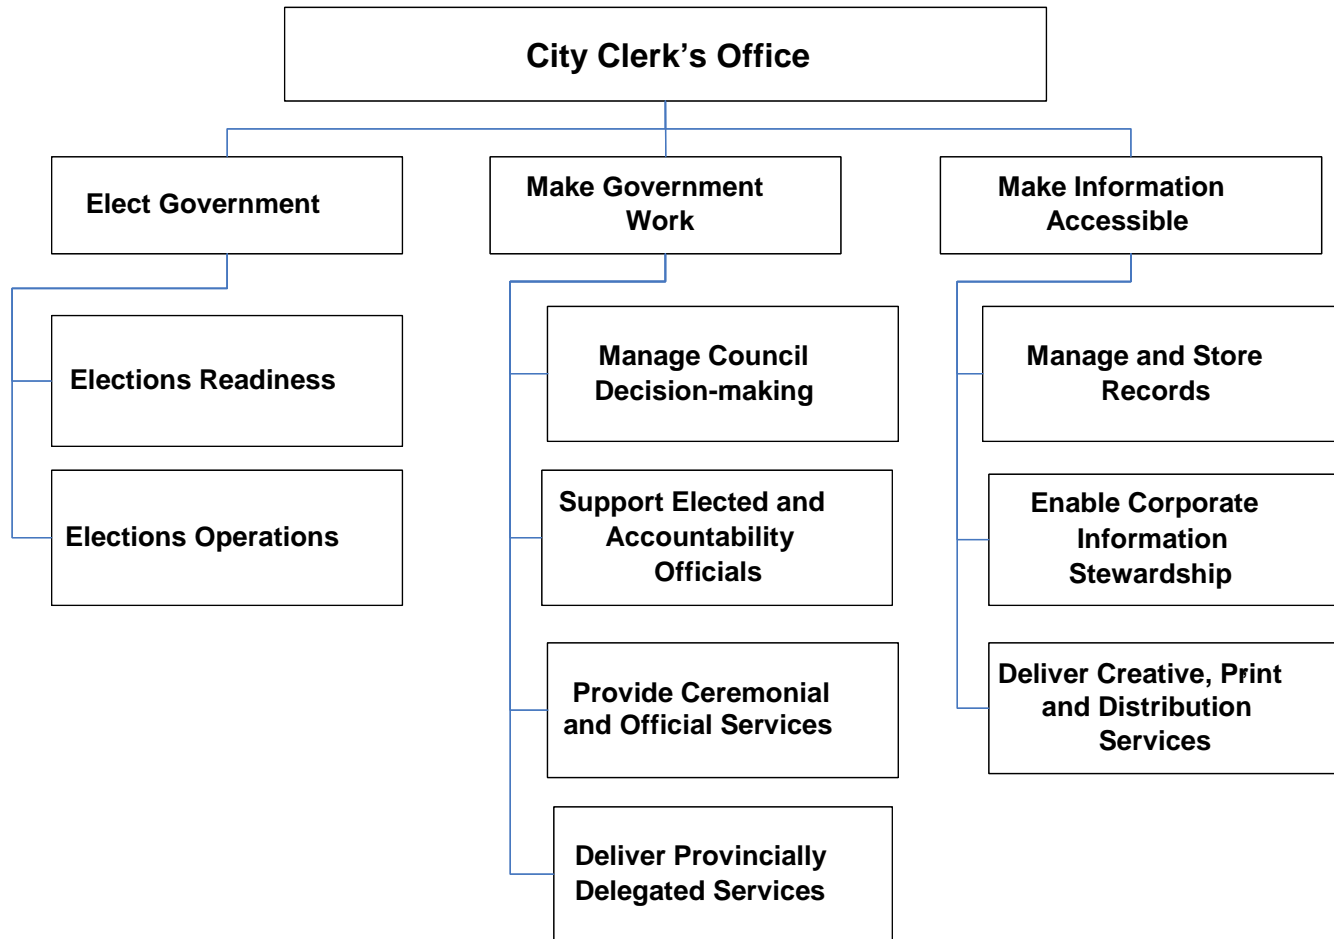 City Clerk’s Office
Elect Government
Make Government
Work
Make Information
Accessible
Elections Readiness
Elections Operations
Manage Council
Decision-making
Support Elected and
Accountability
Officials
Provide Ceremonial
and Official Services
Deliver Provincially
Delegated Services
Manage and Store
Records
Enable Corporate
Information
Stewardship
Deliver Creative, Print
and Distribution
Services